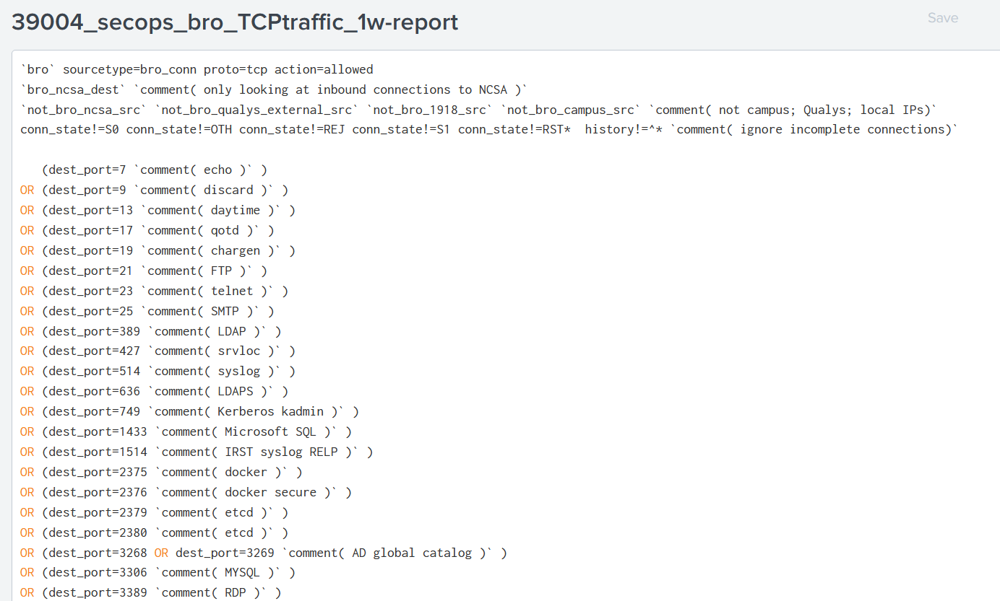 39004_secops_bro_TCPtraffic_1w-report
Save
`bro` sourcetype=bro_conn proto=tcp action=allowed
`bro_ncsa_dest` `comment( only looking at inbound connections to NCSA )`
`not_bro_ncsa_src` `not_bro_qualys_external_src` `not_bro_1918_src` `not_bro_campus_src` `comment( not campus; Qualys; local IPs)`
conn_state!=S0 conn_state!=OTH conn_state!=REJ conn_state!=S1 conn_state!=RST*  history!=^* `comment( ignore incomplete connections)`
(dest_port=7 `comment( echo )` )
OR (dest_port=9 `comment( discard )` )
OR (dest_port=13 `comment( daytime )` )
OR (dest_port=17 `comment( qotd )` )
OR (dest_port=19 `comment( chargen )` )
OR (dest_port=21 `comment( FTP )` )
OR (dest_port=23 `comment( telnet )` )
OR (dest_port=25 `comment( SMTP )` )
OR (dest_port=389 `comment( LDAP )` )
OR (dest_port=427 `comment( srvloc )` )
OR (dest_port=514 `comment( syslog )` )
OR (dest_port=636 `comment( LDAPS )` )
OR (dest_port=749 `comment( Kerberos kadmin )` )
OR (dest_port=1433 `comment( Microsoft SQL )` )
OR (dest_port=1514 `comment( IRST syslog RELP )` )
OR (dest_port=2375 `comment( docker )` )
OR (dest_port=2376 `comment( docker secure )` )
OR (dest_port=2379 `comment( etcd )` )
OR (dest_port=2380 `comment( etcd )` )
OR (dest_port=3268 OR dest_port=3269 `comment( AD global catalog )` )
OR (dest_port=3306 `comment( MYSQL )` )
OR (dest_port=3389 `comment( RDP )` )